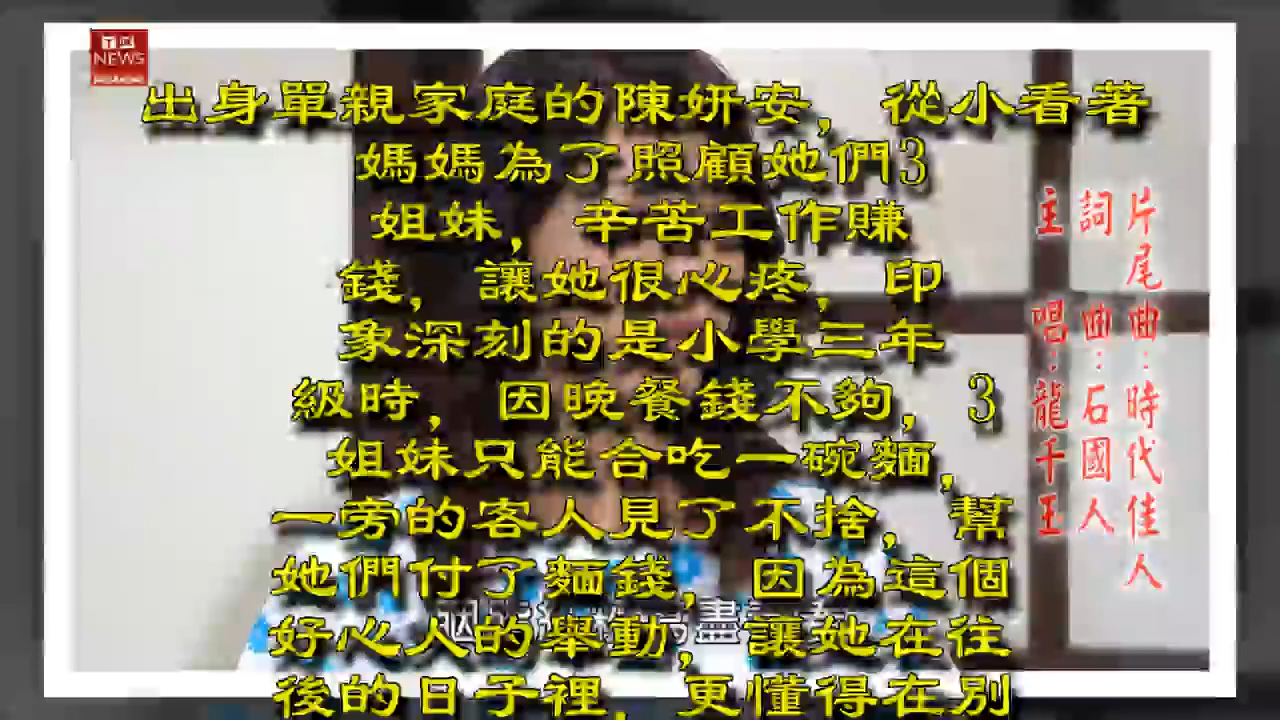 NEWS
出身單親家庭的陳妍安，從小看著
媽媽為了照顧她們3
姐妹，辛苦工作賺
錢，讓她很心疼，印
象深刻的是小學三年
級時，因晚餐錢不夠，3
姐妹只能合吃一碗麵，
一旁的客人見了不捨，幫
她們付了麵錢，因為這個
好心人的舉動，讓她在往
後的日子裡，更懂得在別
片尾曲：時代佳人
詞曲：石國人
主唱：龍千玉